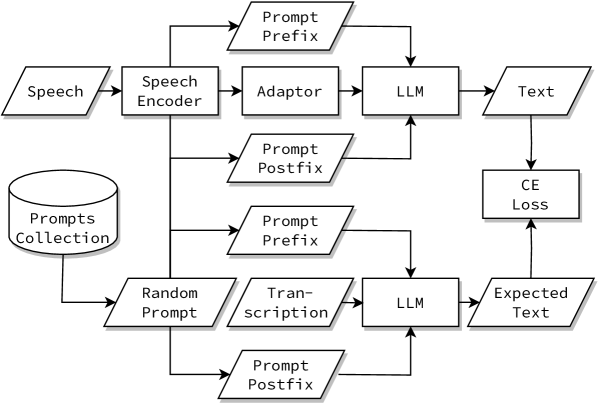 Prompt
Prefix
Speech
Speech
Encoder
Adaptor
LLM
Text
Prompt
Postfix
CE
Loss
Prompts
Collection
Prompt
Prefix
Random
Prompt
Tran-
scription
LLM
Expected
Text
Prompt
Postfix